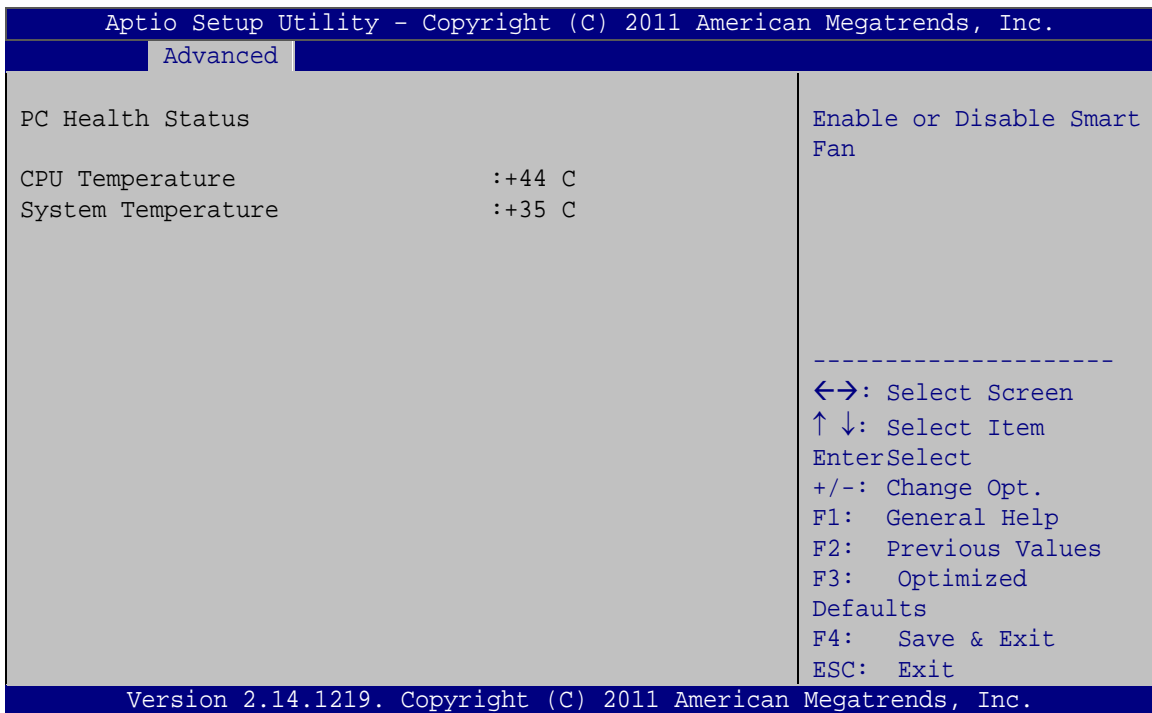 Aptio Setup Utility – Copyright (C) 2011 American Megatrends, Inc.
Advanced
PC Health Status
CPU Temperature :+44 C
System Temperature :+35 C
Enable or Disable Smart
Fan
---------------------
←→: Select Screen
↑ ↓: Select Item
EnterSelect
+/-: Change Opt.
F1: General Help
F2: Previous Values
F3: Optimized
Defaults
F4: Save & Exit
ESC: Exit
Version 2.14.1219. Copyright (C) 2011 American Megatrends, Inc.